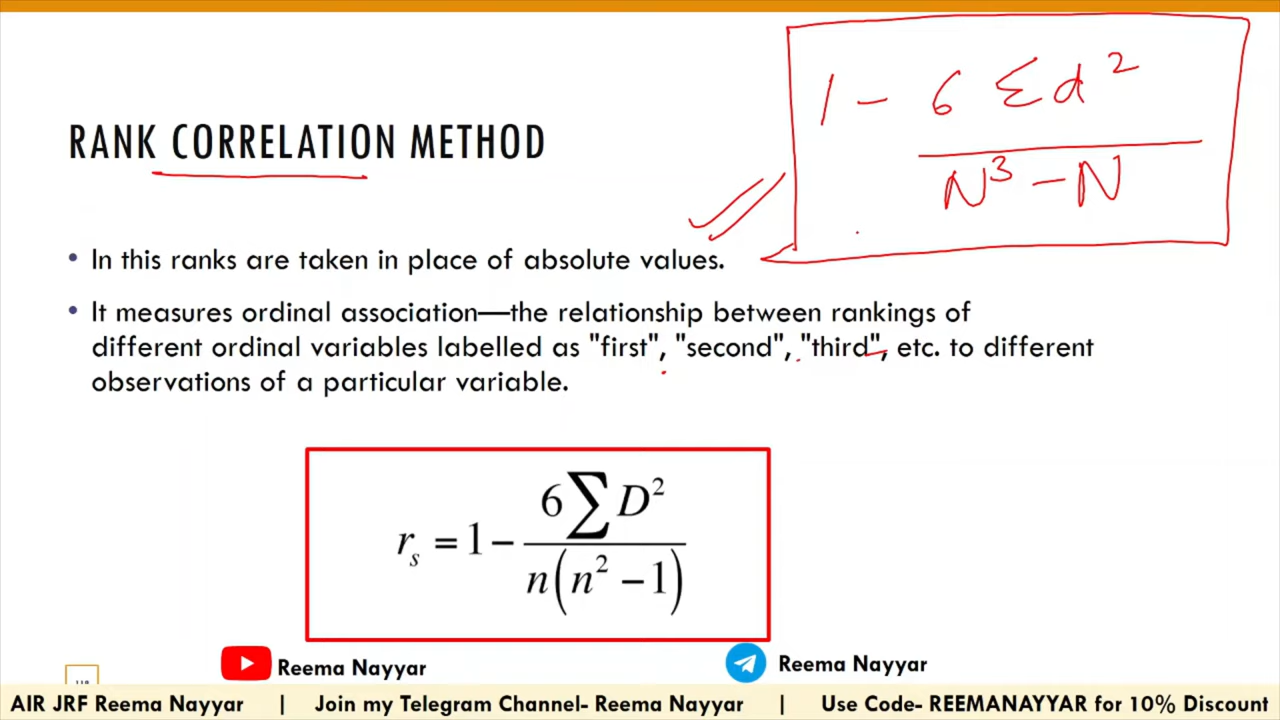 1 - 6 Σd²
N³ - N
RANK CORRELATION METHOD
• In this ranks are taken in place of absolute values.
• It measures ordinal association—the relationship between rankings of
different ordinal variables labelled as "first", "second", "third", etc. to different
observations of a particular variable.
r_s = 1 - 6∑D²
n(n² - 1)
Reema Nayyar
Reema Nayyar
AIR JRF Reema Nayyar | Join my Telegram Channel- Reema Nayyar | Use Code- REEMANAYYAR for 10% Discount